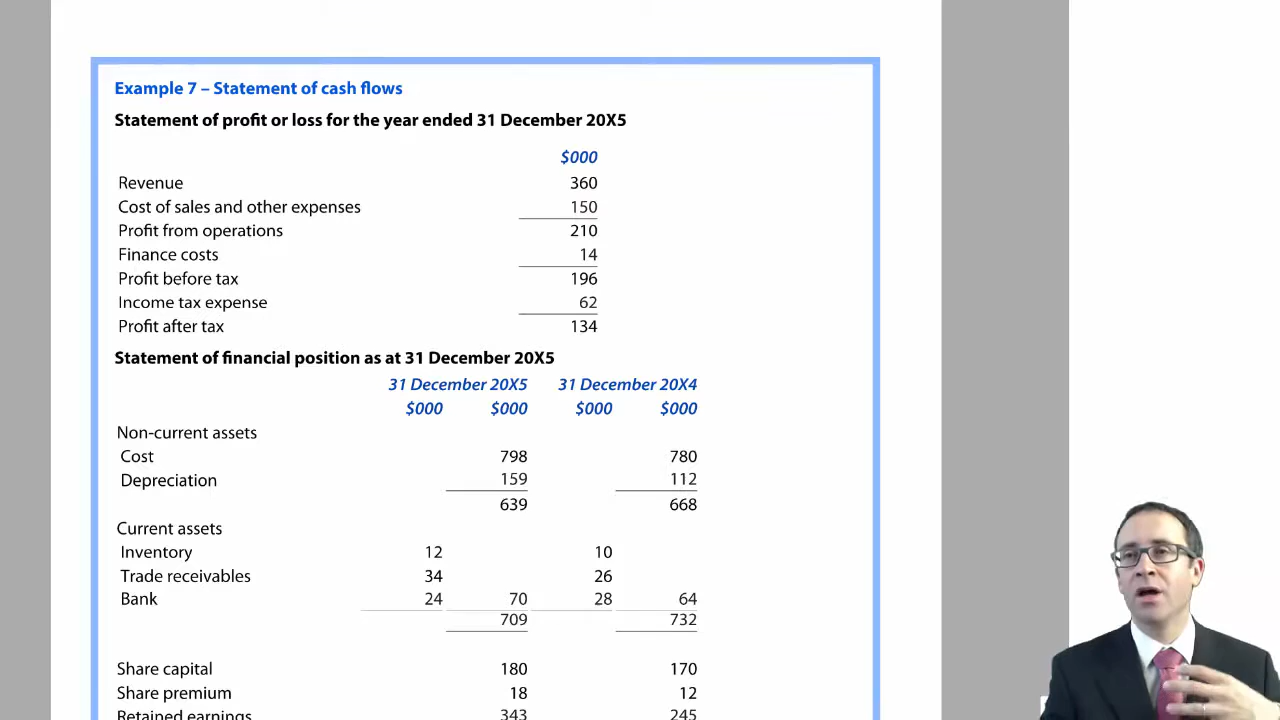 Example 7 – Statement of cash flows
Statement of profit or loss for the year ended 31 December 20X5
$000
Revenue 360
Cost of sales and other expenses 150
Profit from operations 210
Finance costs 14
Profit before tax 196
Income tax expense 62
Profit after tax 134
Statement of financial position as at 31 December 20X5
31 December 20X5 31 December 20X4
$000 $000 $000 $000
Non-current assets
Cost 798 780
Depreciation 159 112
639 668
Current assets
Inventory 12 10
Trade receivables 34 26
Bank 24 70 28 64
709 732
Share capital 180 170
Share premium 18 12
Retained earnings 343 245